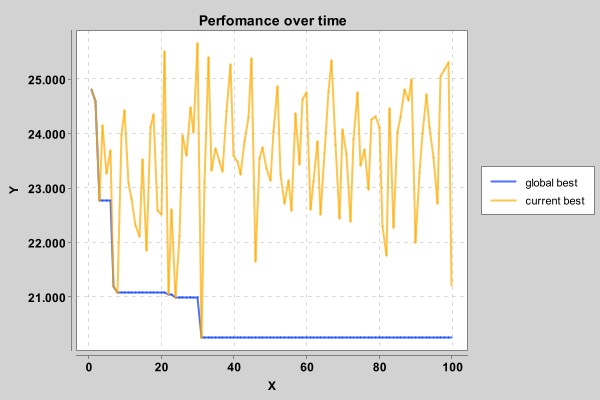 Perfomance over time
Y
25.000
24.000
23.000
22.000
21.000
0 20 40 60 80 100
X
global best
current best